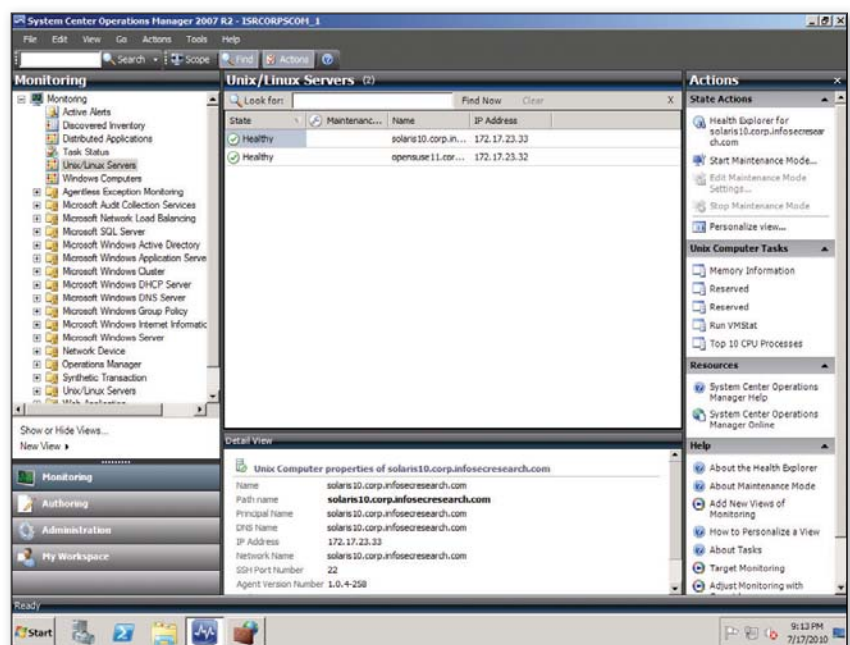 System Center Operations Manager 2007 R2 - ISRCORPSCOM_1
File Edit View Go Actions Tools Help
Search Scope Find Actions
Monitoring
Monitoring
Active Alerts
Discovered Inventory
Distributed Applications
Task Status
Unix/Linux Servers
Windows Computers
Agentless Exception Monitoring
Microsoft Audit Collection Services
Microsoft Network Load Balancing
Microsoft SQL Server
Microsoft Windows Active Directory
Microsoft Windows Application Serve
Microsoft Windows Cluster
Microsoft Windows DHCP Server
Microsoft Windows DNS Server
Microsoft Windows Group Policy
Microsoft Windows Internet Informatic
Microsoft Windows Server
Network Device
Operations Manager
Synthetic Transaction
Unix/Linux Servers
Show or Hide Views...
New View
Monitoring
Authoring
Administration
My Workspace
Unix/Linux Servers (2)
Look for: Find Now Clear X
State Maintenanc... Name IP Address
Healthy solaris10.corp.in... 172.17.23.33
Healthy opensuse11.cor... 172.17.23.32
Detail View
Unix Computer properties of solaris10.corp.infosecresearch.com
Name solaris10.corp.infosecresearch.com
Path name solaris10.corp.infosecresearch.com
Principal Name solaris10.corp.infosecresearch.com
DNS Name solaris10.corp.infosecresearch.com
IP Address 172.17.23.33
Network Name solaris10.corp.infosecresearch.com
SSH Port Number 22
Agent Version Number 1.0.4-258
Actions x
State Actions
Health Explorer for
solaris10.corp.infosecresear
ch.com
Start Maintenance Mode...
Edit Maintenance Mode
Settings...
Stop Maintenance Mode
Personalize view...
Unix Computer Tasks
Memory Information
Reserved
Reserved
Run VMStat
Top 10 CPU Processes
Resources
System Center Operations
Manager Help
System Center Operations
Manager Online
Help
About the Health Explorer
About Maintenance Mode
Add New Views of
Monitoring
How to Personalize a View
About Tasks
Target Monitoring
Adjust Monitoring with
Ready
Start
9:13 PM
7/17/2010